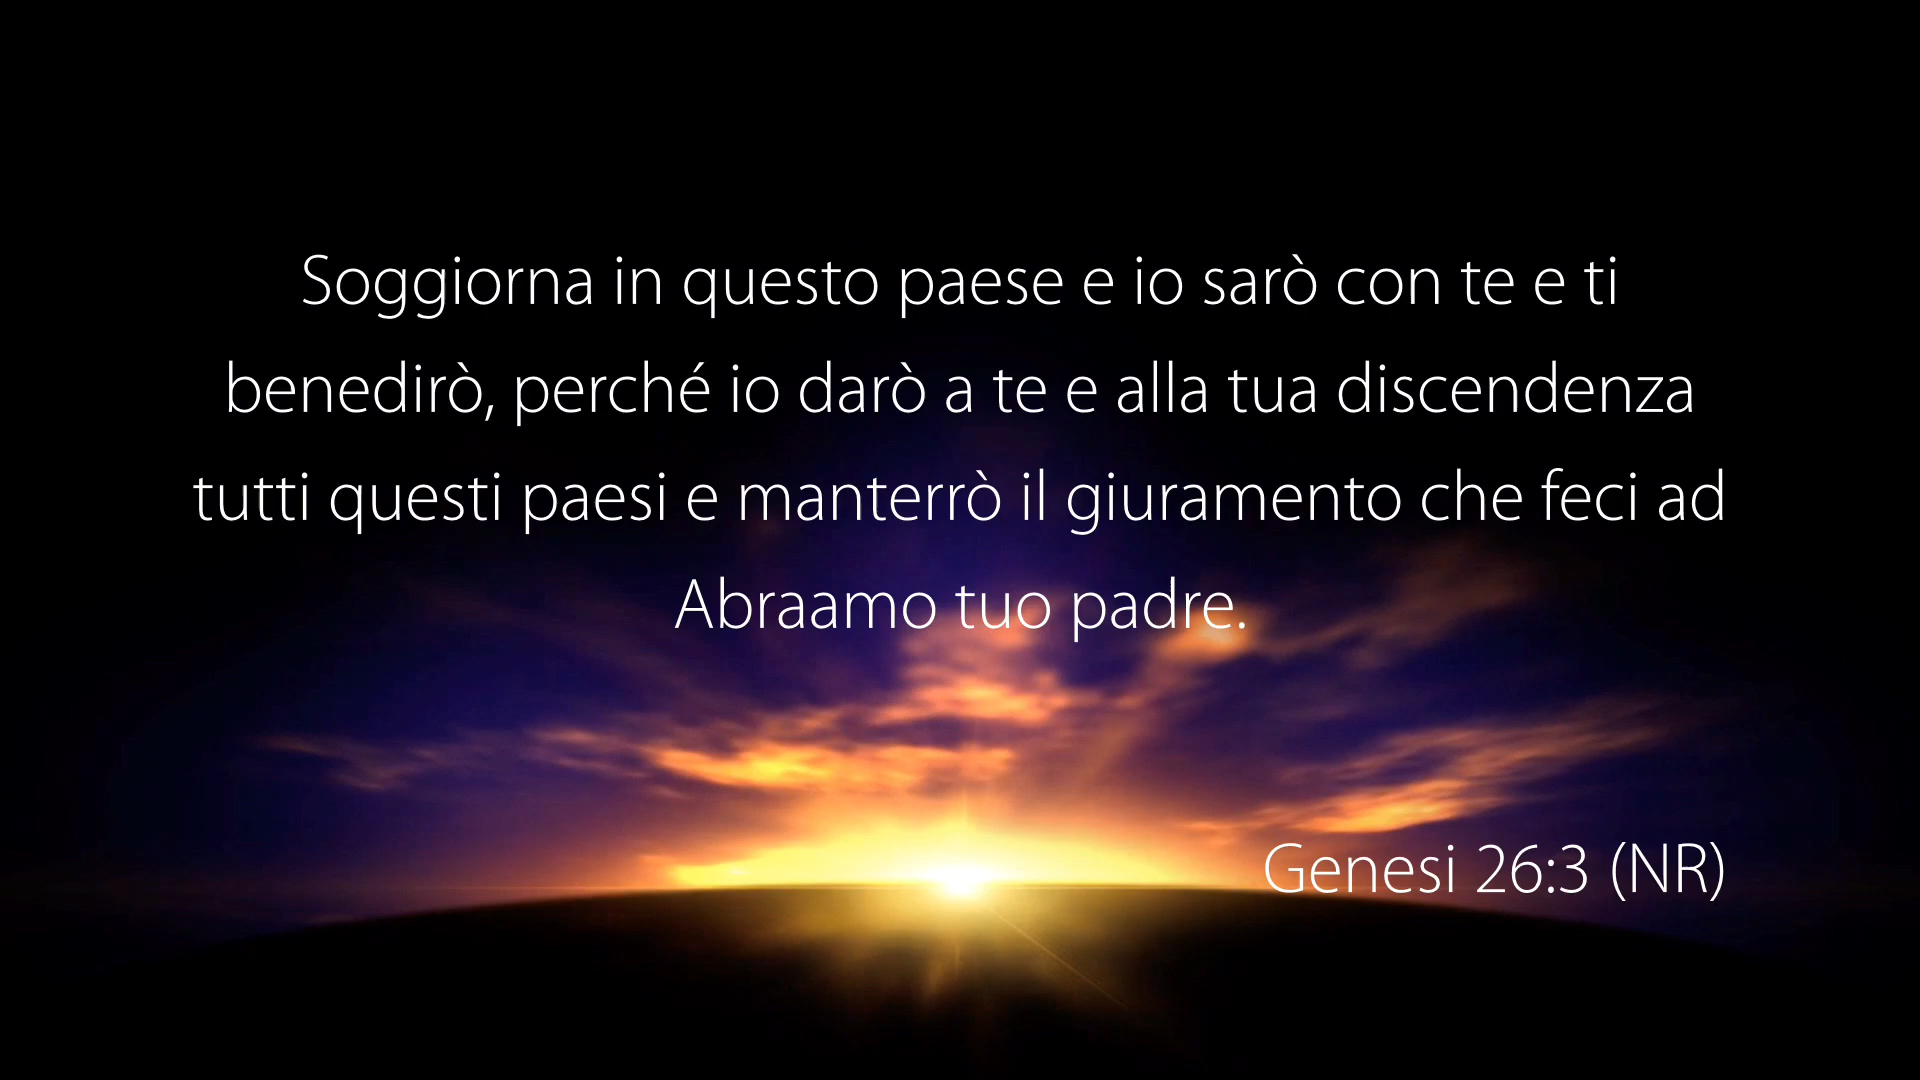 Soggiorna in questo paese e io sarò con te e ti
benedirò, perché io darò a te e alla tua discendenza
tutti questi paesi e manterrò il giuramento che feci ad
Abraamo tuo padre.
Genesi 26:3 (NR)